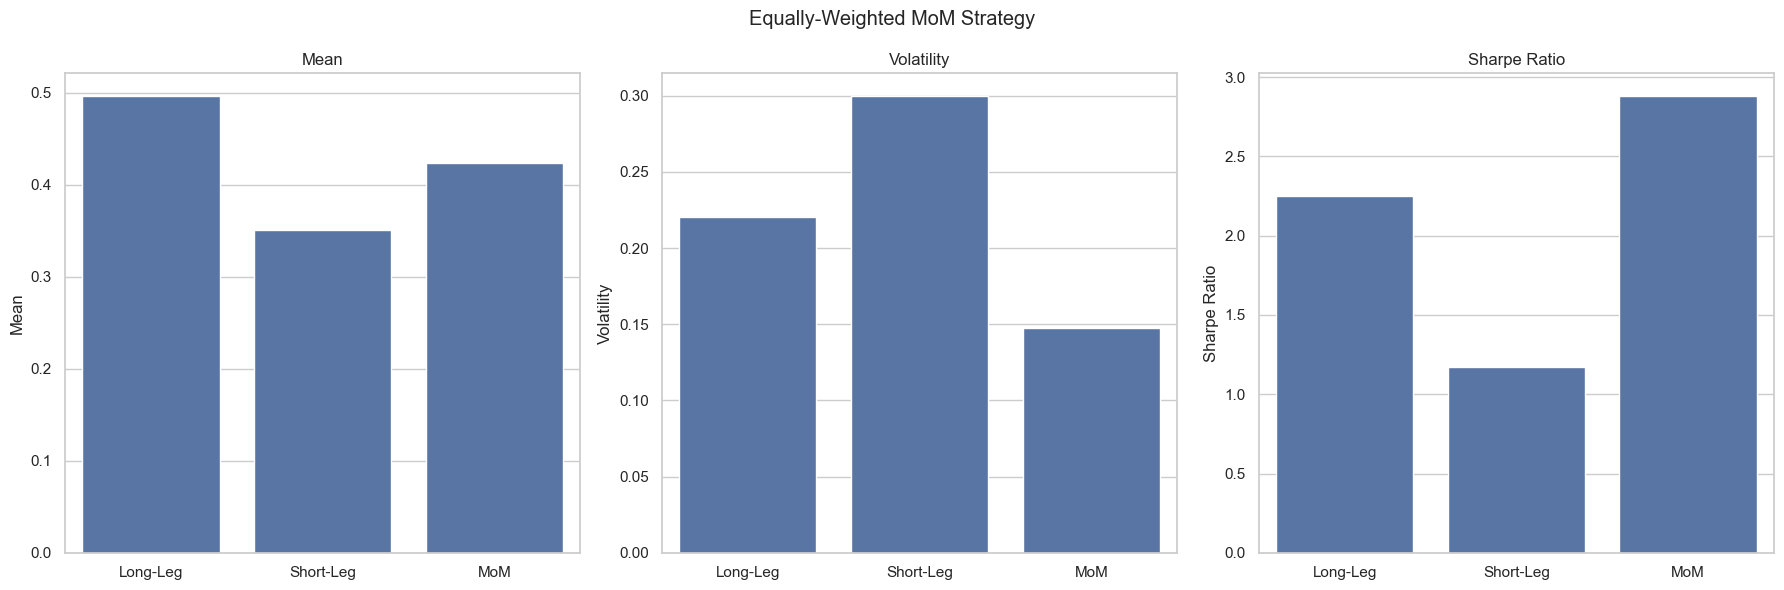 Equally-Weighted MoM Strategy
Mean
Mean
0.5
0.4
0.3
0.2
0.1
0.0
Long-Leg Short-Leg MoM
Volatility
Volatility
0.30
0.25
0.20
0.15
0.10
0.05
0.00
Long-Leg Short-Leg MoM
Sharpe Ratio
Sharpe Ratio
3.0
2.5
2.0
1.5
1.0
0.5
0.0
Long-Leg Short-Leg MoM